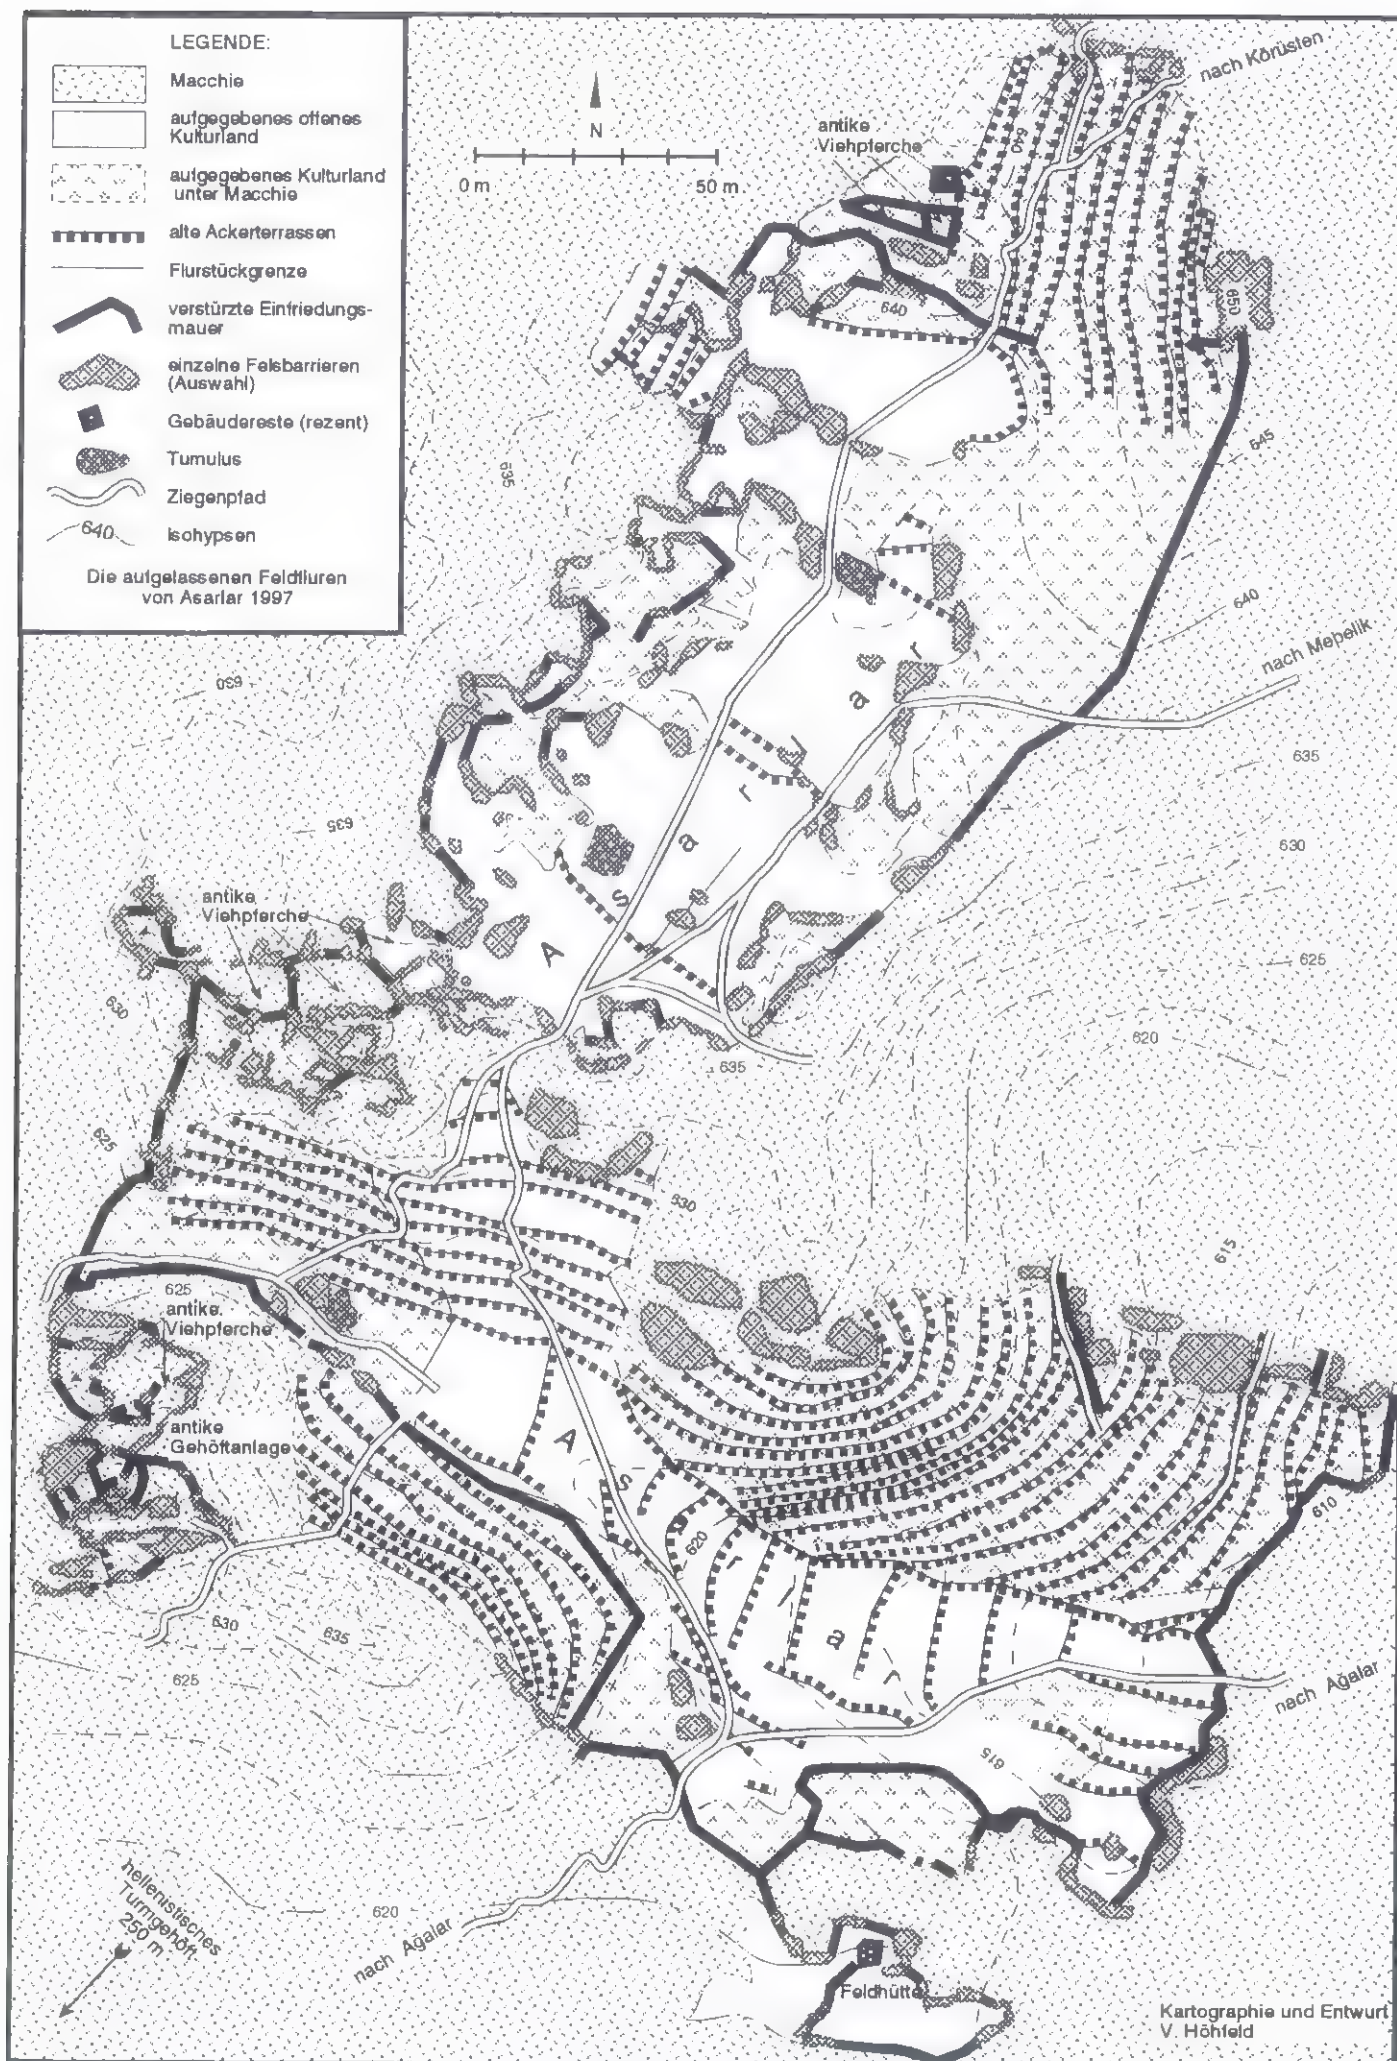 LEGENDE:
Macchie
aufgegebenes offenes
Kulturland
aufgegebenes Kulturland
unter Macchie
alte Ackerterrassen
Flurstückgrenze
verstürzte Einfriedungs-
mauer
einzelne Felsbarrieren
(Auswahl)
Gebäudereste (rezent)
Tumulus
Ziegenpfad
640
Isohypsen
Die aufgelassenen Feldfluren
von Asarlar 1997
N
0 m
50 m
nach Körüsten
antike
Viehpferche
640
640
650
645
635
640
nach Mepelik
630
635
635
630
625
620
635
Asarlar
antike
Viehpferche
630
625
630
615
625
antike
Viehpferche
antike
Gehöftanlage
Asarlar
620
610
630
635
625
nach Ağalar
615
hellenistisches
Turmgehöft
250 m
620
nach Ağalar
Feldhütte
Kartographie und Entwurf
V. Höhfeld